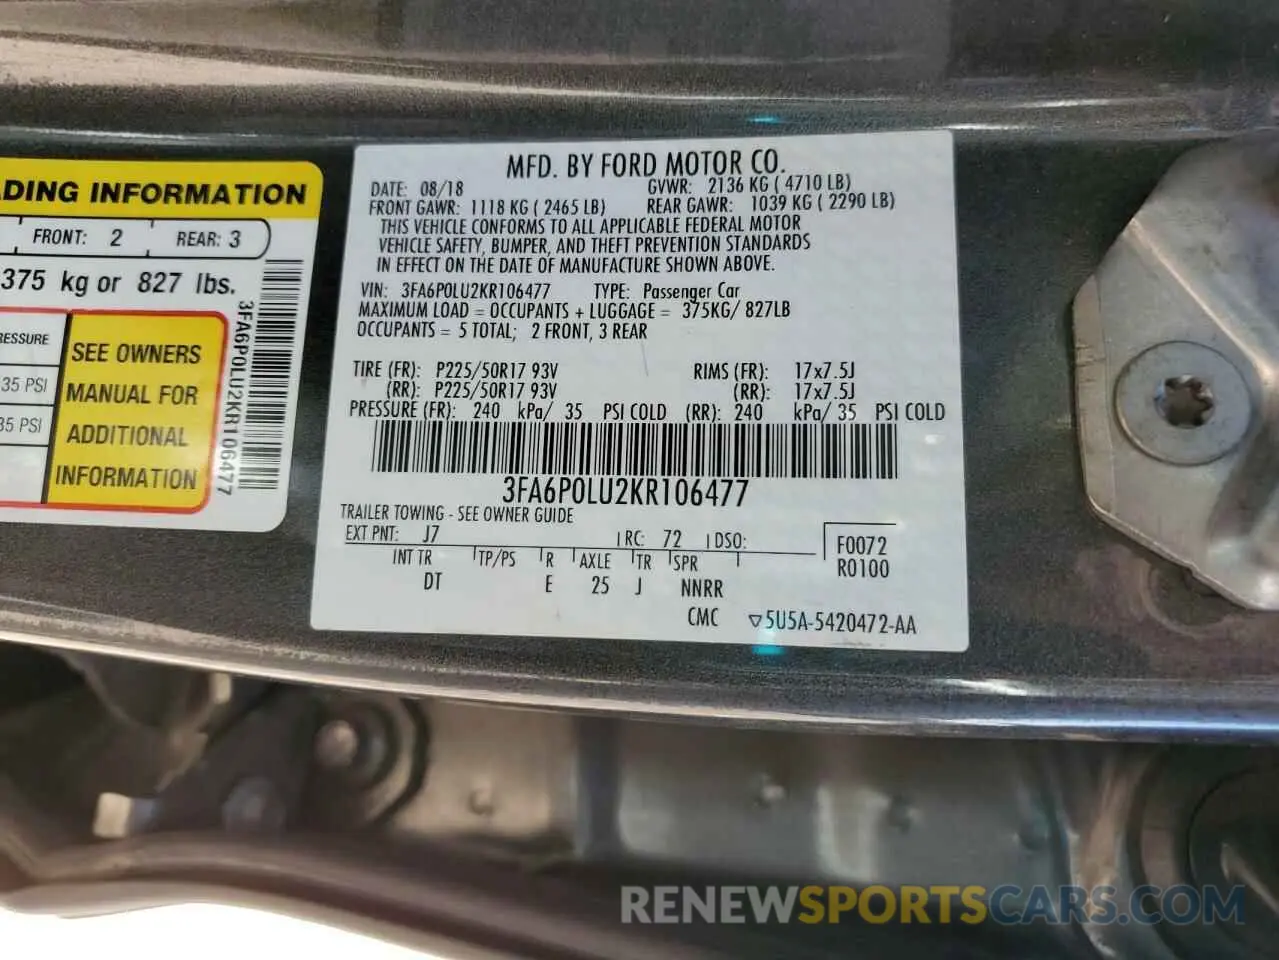 ADING INFORMATION
FRONT: 2 REAR: 3
375 kg or 827 lbs.
RESSURE
35 PSI
35 PSI
SEE OWNERS
MANUAL FOR
ADDITIONAL
INFORMATION
3FA6P0LU2KR106477
MFD. BY FORD MOTOR CO.
DATE: 08/18 GVWR: 2136 KG ( 4710 LB)
FRONT GAWR: 1118 KG ( 2465 LB) REAR GAWR: 1039 KG ( 2290 LB)
THIS VEHICLE CONFORMS TO ALL APPLICABLE FEDERAL MOTOR
VEHICLE SAFETY, BUMPER, AND THEFT PREVENTION STANDARDS
IN EFFECT ON THE DATE OF MANUFACTURE SHOWN ABOVE.
VIN: 3FA6P0LU2KR106477 TYPE: Passenger Car
MAXIMUM LOAD = OCCUPANTS + LUGGAGE = 375KG/ 827LB
OCCUPANTS = 5 TOTAL; 2 FRONT, 3 REAR
TIRE (FR): P225/50R17 93V RIMS (FR): 17x7.5J
(RR): P225/50R17 93V (RR): 17x7.5J
PRESSURE (FR): 240 kPa/ 35 PSI COLD (RR): 240 kPa/ 35 PSI COLD
3FA6P0LU2KR106477
TRAILER TOWING - SEE OWNER GUIDE
EXT PNT: J7 RC: 72 DSO:
INT TR TP/PS R AXLE TR SPR
DT E 25 J NNRR
F0072
R0100
CMC ▽5U5A-5420472-AA
RENEWSPORTSCARS.COM